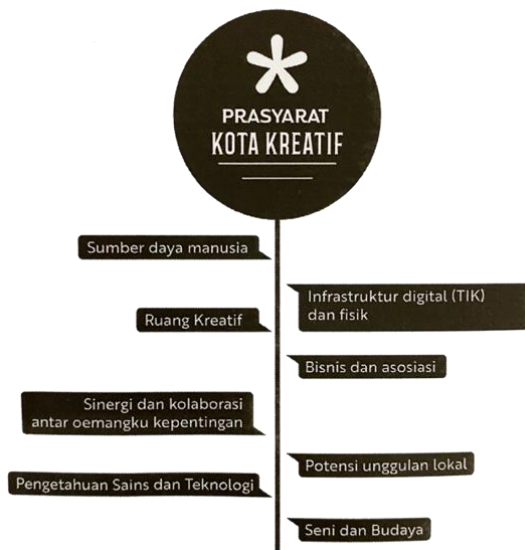 PRASYARAT
KOTA KREATIF
Sumber daya manusia
Infrastruktur digital (TIK)
dan fisik
Ruang Kreatif
Bisnis dan asosiasi
Sinergi dan kolaborasi
antar oemangku kepentingan
Potensi unggulan lokal
Pengetahuan Sains dan Teknologi
Seni dan Budaya